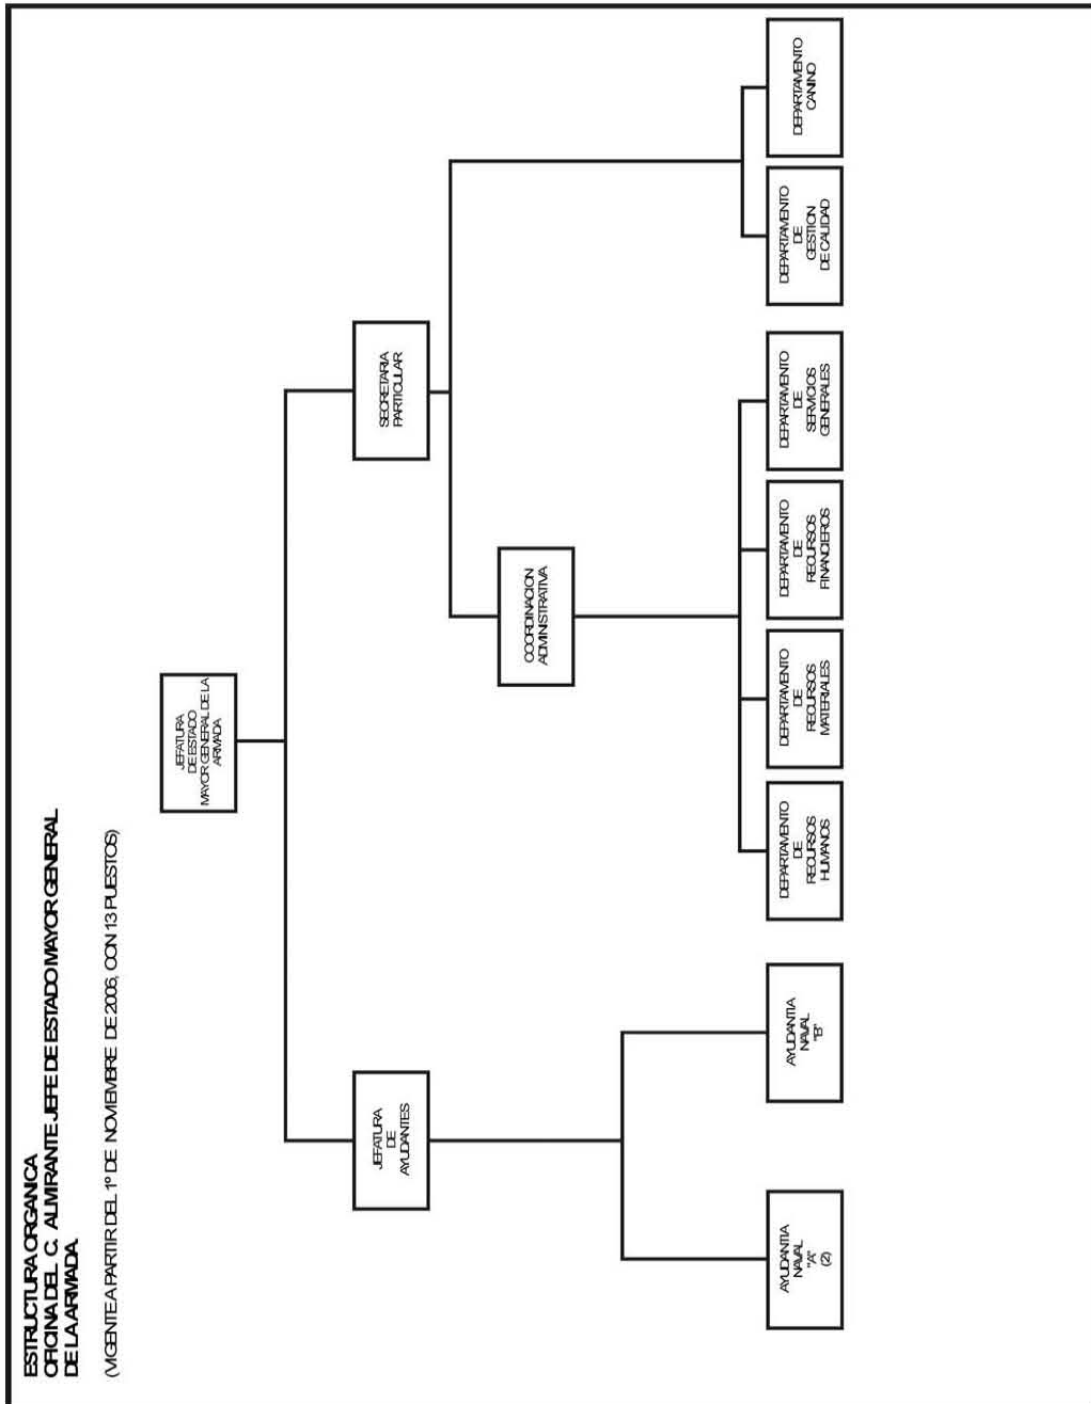 ESTRUCTURA ORGANICA
OFICINA DEL C. ALMIRANTE JEFE DE ESTADO MAYOR GENERAL
DE LA ARMADA.
(VIGENTE A PARTIR DEL 1º DE NOVIEMBRE DE 2006, CON 13 PUESTOS)
JEFATURA
DE ESTADO
MAYOR GENERAL DE LA
ARMADA
JEFATURA
DE
AYUDANTES
SECRETARIA
PARTICULAR
COORDINACION
ADMINISTRATIVA
AYUDANTIA
NAVAL
"A"
(2)
AYUDANTIA
NAVAL
"B"
DEPARTAMENTO
DE
RECURSOS
HUMANOS
DEPARTAMENTO
DE
RECURSOS
MATERIALES
DEPARTAMENTO
DE
RECURSOS
FINANCIEROS
DEPARTAMENTO
DE
SERVICIOS
GENERALES
DEPARTAMENTO
DE
GESTION
DE CALIDAD
DEPARTAMENTO
CANINO